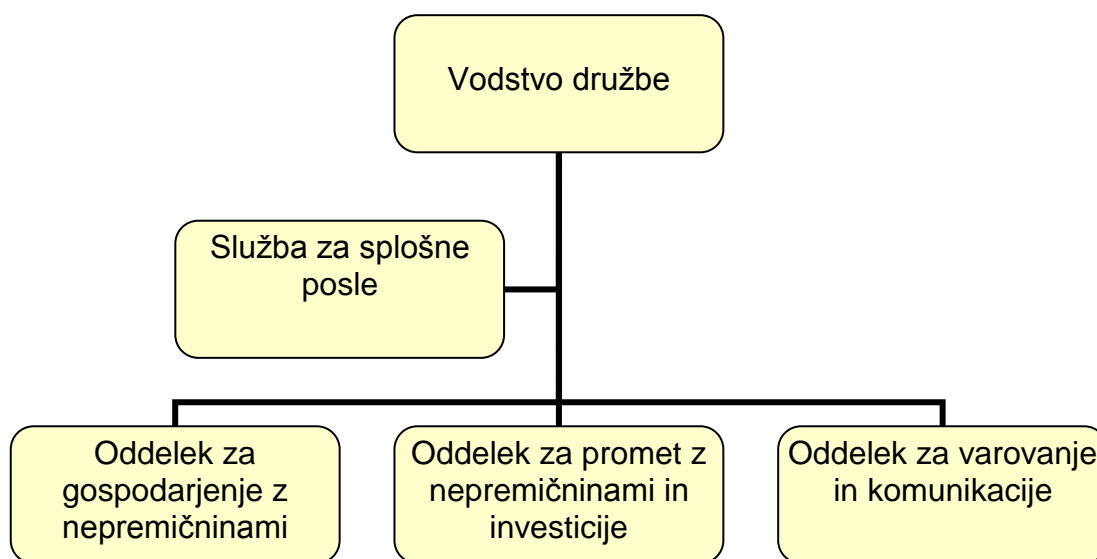 Vodstvo družbe
Služba za splošne
posle
Oddelek za
gospodarjenje z
nepremičninami
Oddelek za promet z
nepremičninami in
investicije
Oddelek za varovanje
in komunikacije